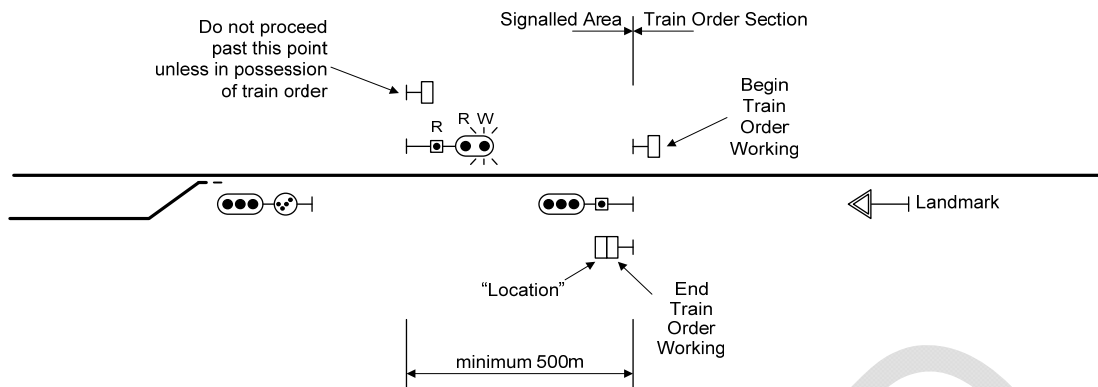 Signalled Area
Train Order Section
Do not proceed
past this point
unless in possession
of train order
Begin
Train
Order
Working
R
R W
Landmark
“Location”
End
Train
Order
Working
minimum 500m